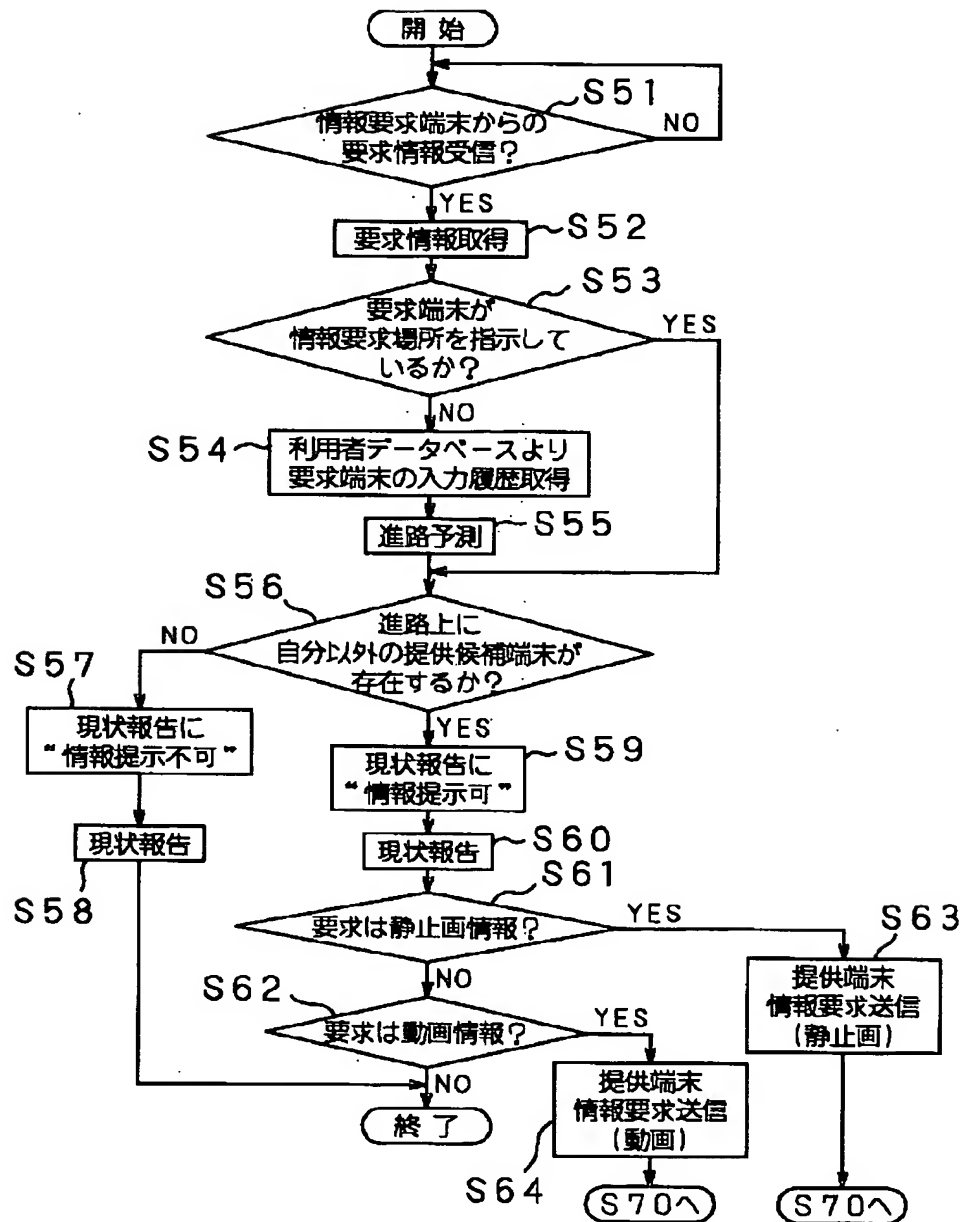 開始
S51
情報要求端末からの
要求情報受信?
NO
YES
要求情報取得
S52
S53
要求端末が
情報要求場所を指示して
いるか?
YES
NO
S54
利用者データベースより
要求端末の入力履歴取得
S55
進路予測
S56
進路上に
自分以外の提供候補端末が
存在するか?
NO
YES
S57
現状報告に
“情報提示不可”
S59
現状報告に
“情報提示可”
現状報告
S58
S60
現状報告
S61
要求は静止画情報?
YES
NO
S63
提供端末
情報要求送信
(静止画)
S62
要求は動画情報?
YES
NO
提供端末
情報要求送信
(動画)
S64
終了
S70へ
S70へ